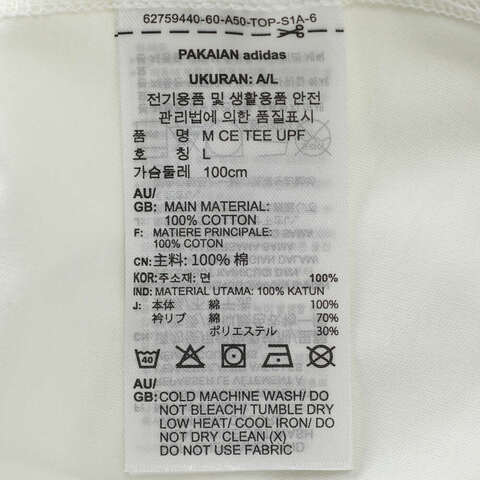 62759440-60-A50-TOP-S1A-6
PAKAIAN adidas
UKURAN: A/L
전기용품 및 생활용품 안전
관리법에 의한 품질표시
품 명 M CE TEE UPF
호 칭 L
가슴둘레 100cm
AU/
GB: MAIN MATERIAL:
100% COTTON
F: MATIERE PRINCIPALE:
100% COTON
CN: 主料: 100% 棉
KOR: 주소재: 면 100%
IND: MATERIAL UTAMA: 100% KATUN
J: 本体 綿 100%
衿リブ 綿 70%
ポリエステル 30%
40
AU/
GB: COLD MACHINE WASH/ DO
NOT BLEACH/ TUMBLE DRY
LOW HEAT/ COOL IRON/ DO
NOT DRY CLEAN (X)
DO NOT USE FABRIC